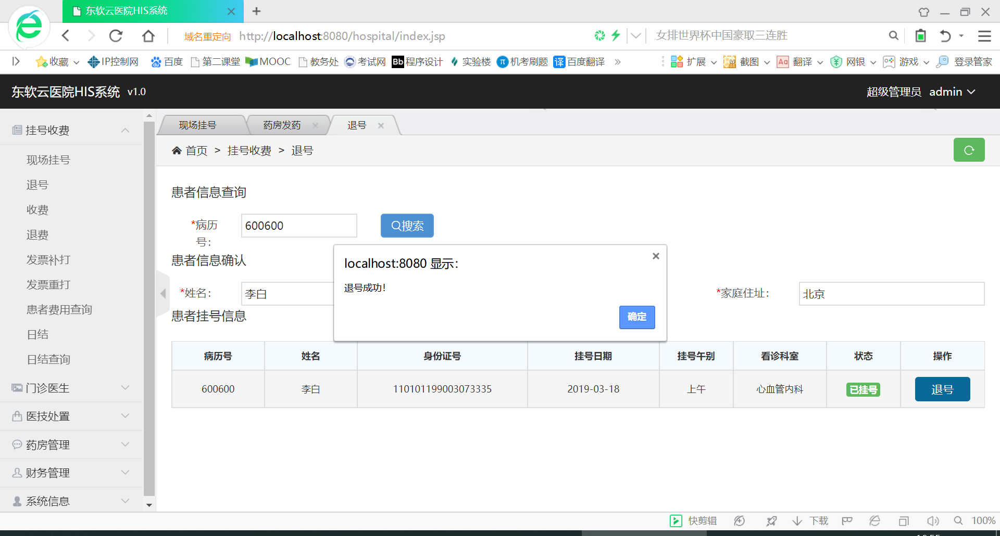 东软云医院HIS系统
域名重定向 http://localhost:8080/hospital/index.jsp
女排世界杯中国豪取三连胜
收藏 IP控制网 百度 第二课堂 MOOC 教务处 考试网 Bb 程序设计 实验楼 π 机考刷题 译 百度翻译 » 扩展 截图 Aa 翻译 网银 游戏 登录管家
东软云医院HIS系统 v1.0
超级管理员 admin
挂号收费
现场挂号
退号
收费
退费
发票补打
发票重打
患者费用查询
日结
日结查询
门诊医生
医技处置
药房管理
财务管理
系统信息
现场挂号 药房发药 退号
首页 > 挂号收费 > 退号
患者信息查询
*病历号：
600600
搜索
患者信息确认
*姓名：
李白
*家庭住址：
北京
患者挂号信息
localhost:8080 显示：
退号成功！
确定
病历号 姓名 身份证号 挂号日期 挂号午别 看诊科室 状态 操作
600600 李白 110101199003073335 2019-03-18 上午 心血管内科 已挂号 退号
快剪辑 下载 100%